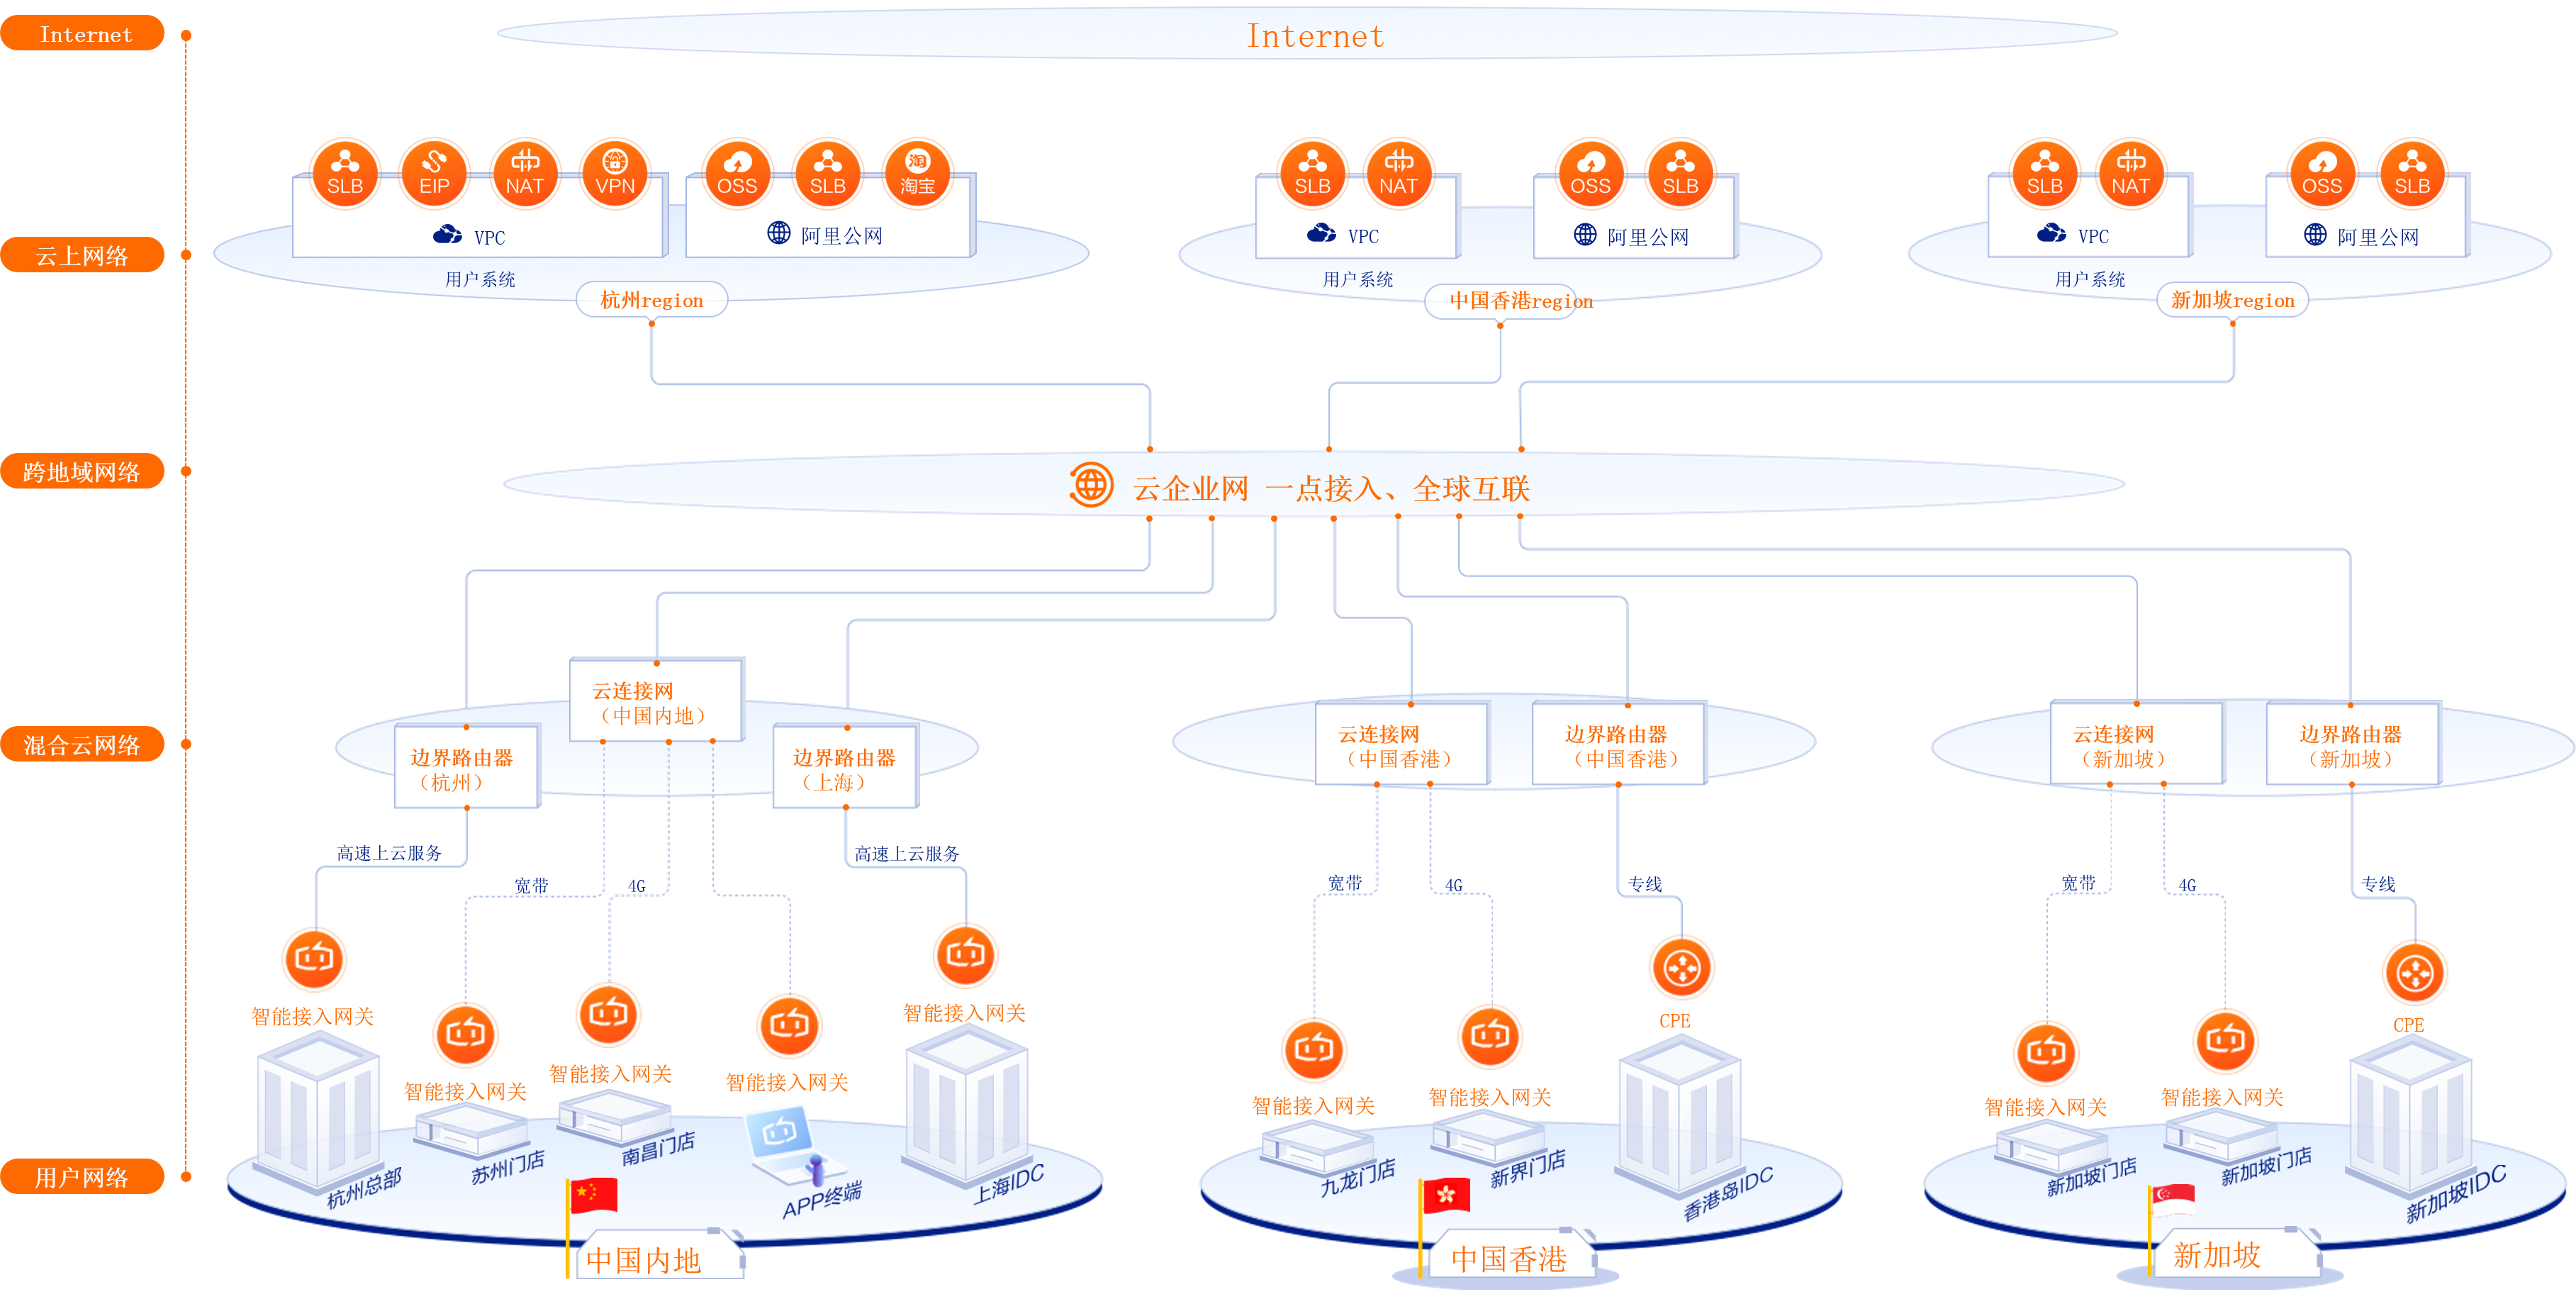 Internet
Internet
SLB
EIP
NAT
VPN
OSS
SLB
淘
淘宝
SLB
NAT
OSS
SLB
SLB
NAT
OSS
SLB
云上网络
VPC
阿里公网
VPC
阿里公网
VPC
阿里公网
用户系统
用户系统
用户系统
杭州region
中国香港region
新加坡region
跨地域网络
云企业网 一点接入、全球互联
混合云网络
云连接网
（中国内地）
边界路由器
（杭州）
边界路由器
（上海）
云连接网
（中国香港）
边界路由器
（中国香港）
云连接网
（新加坡）
边界路由器
（新加坡）
高速上云服务
宽带
4G
高速上云服务
宽带
4G
专线
宽带
4G
专线
智能接入网关
智能接入网关
智能接入网关
智能接入网关
智能接入网关
智能接入网关
智能接入网关
CPE
智能接入网关
智能接入网关
CPE
用户网络
杭州总部
苏州门店
南昌门店
APP终端
上海IDC
九龙门店
新界门店
香港岛IDC
新加坡门店
新加坡门店
新加坡IDC
中国内地
中国香港
新加坡